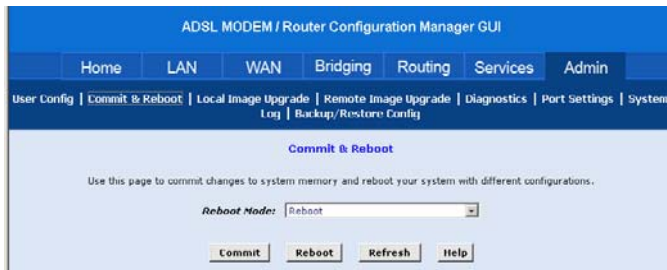 ADSL MODEM / Router Configuration Manager GUI
Home LAN WAN Bridging Routing Services Admin
User Config | Commit & Reboot | Local Image Upgrade | Remote Image Upgrade | Diagnostics | Port Settings | System
Log | Backup/Restore Config
Commit & Reboot
Use this page to commit changes to system memory and reboot your system with different configurations.
Reboot Mode: Reboot
Commit Reboot Refresh Help